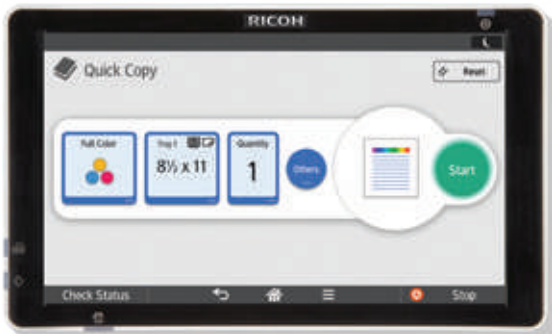 RICOH
Quick Copy
Reset
Full Color
Tray 1
8½ x 11
Quantity
1
Others
Start
Check Status
Stop